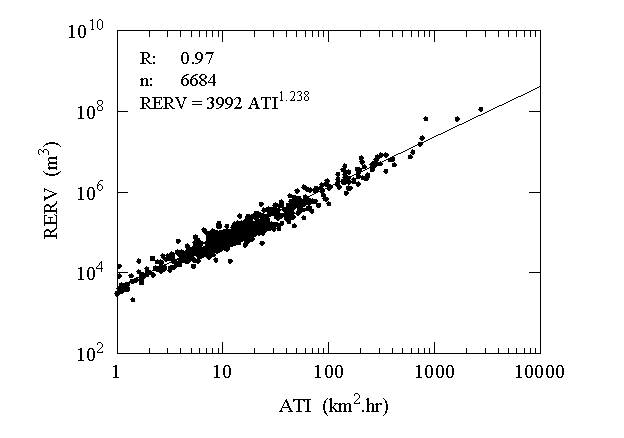 10^10
R: 0.97
n: 6684
RERV = 3992 ATI^1.238
10^8
10^6
10^4
10^2
RERV (m^3)
1 10 100 1000 10000
ATI (km^2.hr)